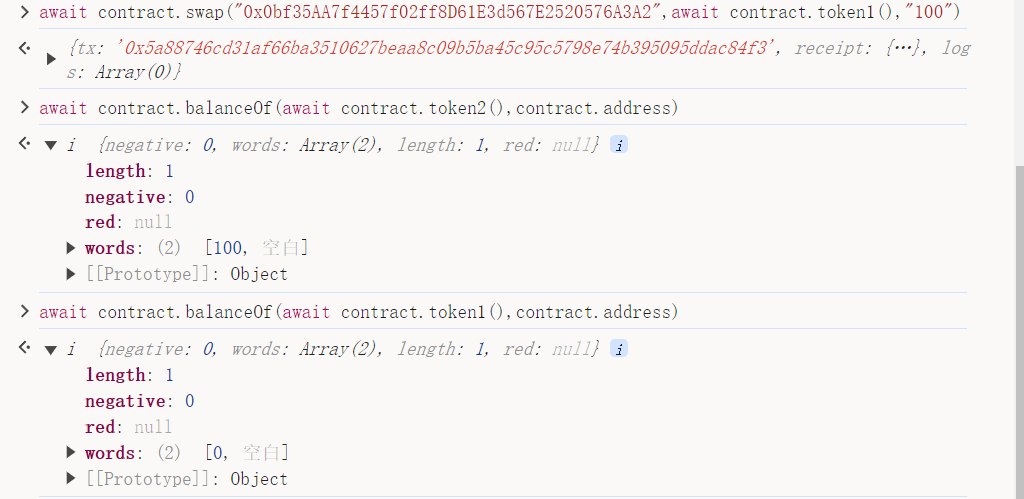 > await contract.swap("0x0bf35AA7f4457f02ff8D61E3d567E2520576A3A2",await contract.token1(),"100")
{tx: '0x5a88746cd31af66ba3510627beaa8c09b5ba45c95c5798e74b395095ddac84f3', receipt: {…}, log
s: Array(0)}
> await contract.balanceOf(await contract.token2(),contract.address)
i {negative: 0, words: Array(2), length: 1, red: null} i
length: 1
negative: 0
red: null
words: (2) [100, 空白]
[[Prototype]]: Object
> await contract.balanceOf(await contract.token1(),contract.address)
i {negative: 0, words: Array(2), length: 1, red: null} i
length: 1
negative: 0
red: null
words: (2) [0, 空白]
[[Prototype]]: Object